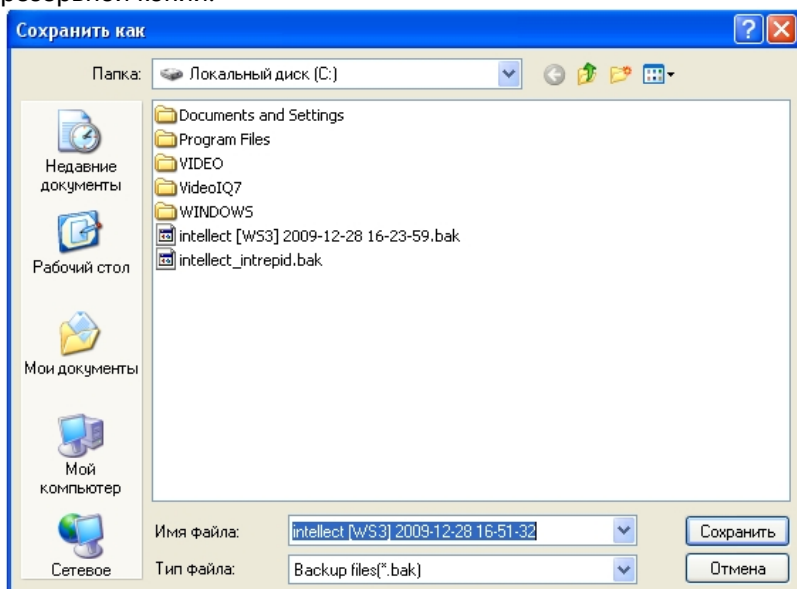 резервной копии.
Сохранить как
Папка:
Локальный диск (C:)
Недавние
документы
Рабочий стол
Мои документы
Мой
компьютер
Сетевое
Documents and Settings
Program Files
VIDEO
VideoIQ7
WINDOWS
intellect [WS3] 2009-12-28 16-23-59.bak
intellect_intrepid.bak
Имя файла:
intellect [WS3] 2009-12-28 16-51-32
Сохранить
Тип файла:
Backup files(*.bak)
Отмена